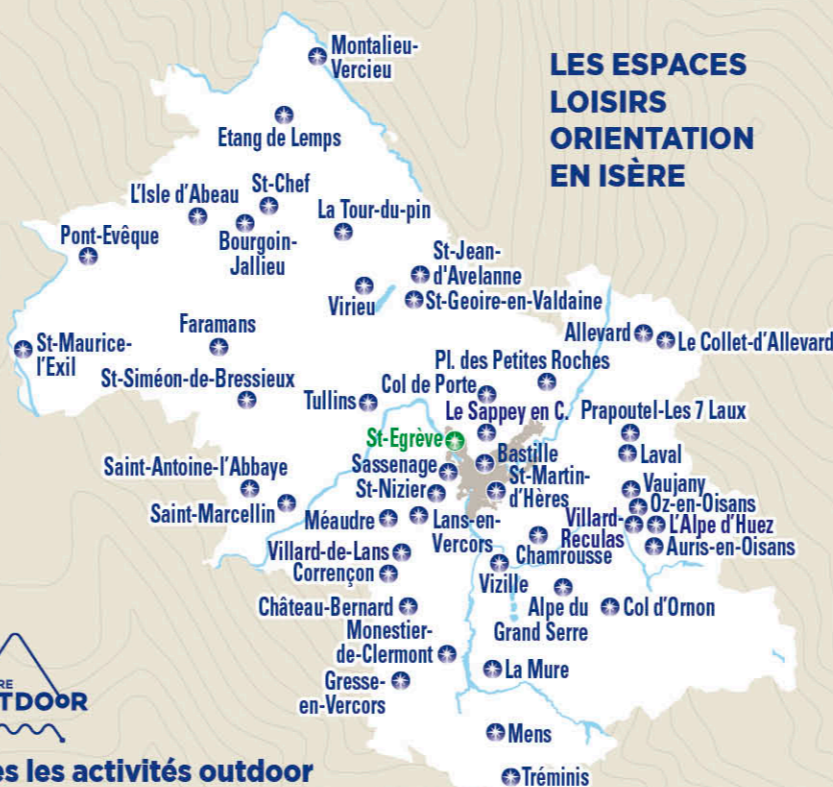 LES ESPACES
LOISIRS
ORIENTATION
EN ISÈRE
Montalieu-
Vercieu
Etang de Lemps
L'Isle d'Abeau
St-Chef
La Tour-du-pin
Pont-Evêque
Bourgoin-
Jallieu
St-Jean-
d'Avelanne
Virieu
St-Geoire-en-Valdaine
Faramans
St-Maurice-
l'Exil
Allevard
Le Collet-d'Allevard
St-Siméon-de-Bressieux
Tullins
Col de Porte
Pl. des Petites Roches
Le Sappey en C.
Prapoutel-Les 7 Laux
St-Egrève
Bastille
Laval
Saint-Antoine-l'Abbaye
Sassenage
St-Martin-
d'Hères
Vaujany
St-Nizier
Oz-en-Oisans
Saint-Marcellin
Méaudre
Lans-en-
Vercors
Villard-
Reculas
L'Alpe d'Huez
Chamrousse
Auris-en-Oisans
Villard-de-Lans
Corrençon
Vizille
Château-Bernard
Alpe du
Grand Serre
Col d'Ornon
Monestier-
de-Clermont
La Mure
Gresse-
en-Vercors
Mens
Tréminis
les activités outdoor